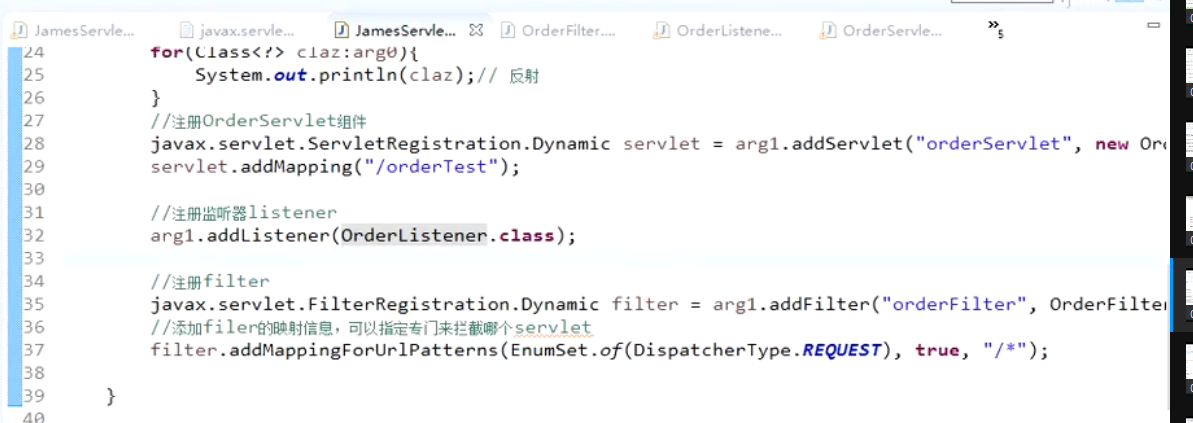 JamesServle... javax.servle... JamesServle... OrderFilter.... OrderListene... OrderServle... »5
24 for(Class<?> claz:arg0){
25 System.out.println(claz);// 反射
26 }
27 //注册OrderServlet组件
28 javax.servlet.ServletRegistration.Dynamic servlet = arg1.addServlet("orderServlet", new Ord
29 servlet.addMapping("/orderTest");
30
31 //注册监听器listener
32 arg1.addListener(OrderListener.class);
33
34 //注册filter
35 javax.servlet.FilterRegistration.Dynamic filter = arg1.addFilter("orderFilter", OrderFilter
36 //添加filer的映射信息，可以指定专门来拦截哪个servlet
37 filter.addMappingForUrlPatterns(EnumSet.of(DispatcherType.REQUEST), true, "/*");
38
39 }
40